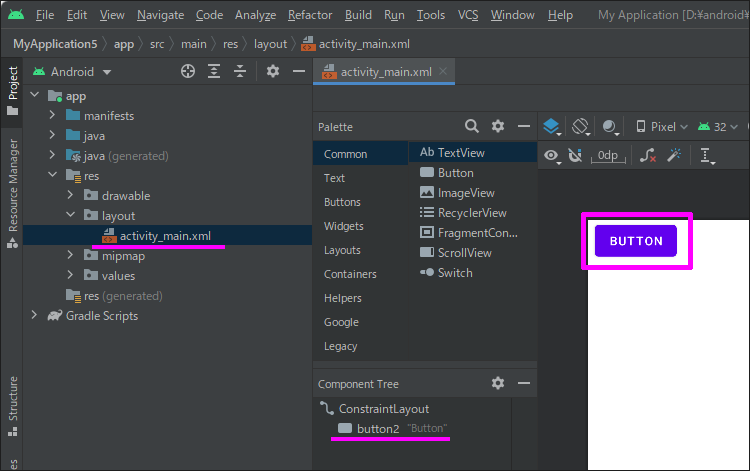 File Edit View Navigate Code Analyze Refactor Build Run Tools VCS Window Help My Application [D:¥android¥
MyApplication5 app src main res layout activity_main.xml
Project
Resource Manager
Structure
Android
app
manifests
java
java (generated)
res
drawable
layout
activity_main.xml
mipmap
values
res (generated)
Gradle Scripts
activity_main.xml
Palette
Common
Text
Buttons
Widgets
Layouts
Containers
Helpers
Google
Legacy
Ab TextView
Button
ImageView
RecyclerView
FragmentCon...
ScrollView
Switch
Component Tree
ConstraintLayout
button2 "Button"
Pixel 32
0dp
BUTTON